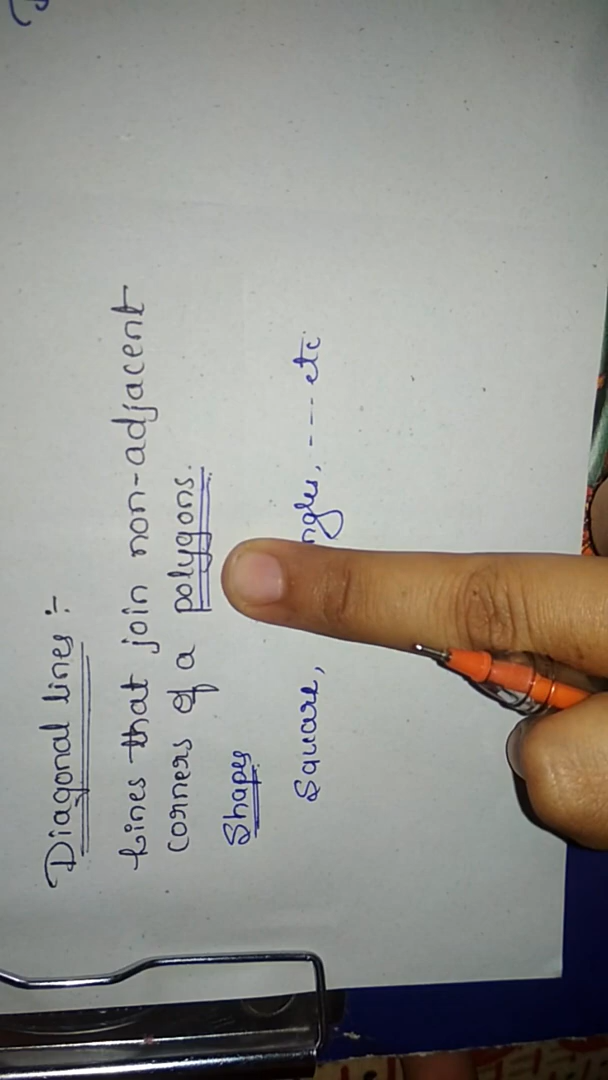 Diagonal lines :-
Lines that join non-adjacent
corners of a polygons.
Shapes
Square, ---- etc